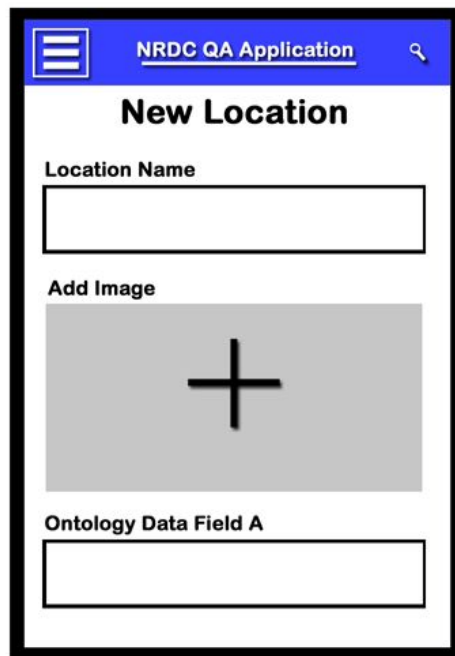 NRDC QA Application
New Location
Location Name
Add Image
Ontology Data Field A